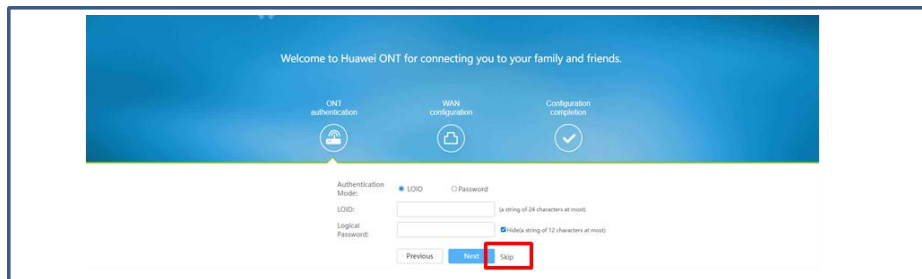 Welcome to Huawei ONT for connecting you to your family and friends.
ONT authentication
WAN configuration
Configuration completion
Authentication Mode: LOID Password
LOID: (a string of 24 characters at most)
Logical Password: Hide(a string of 12 characters at most)
Previous Next Skip